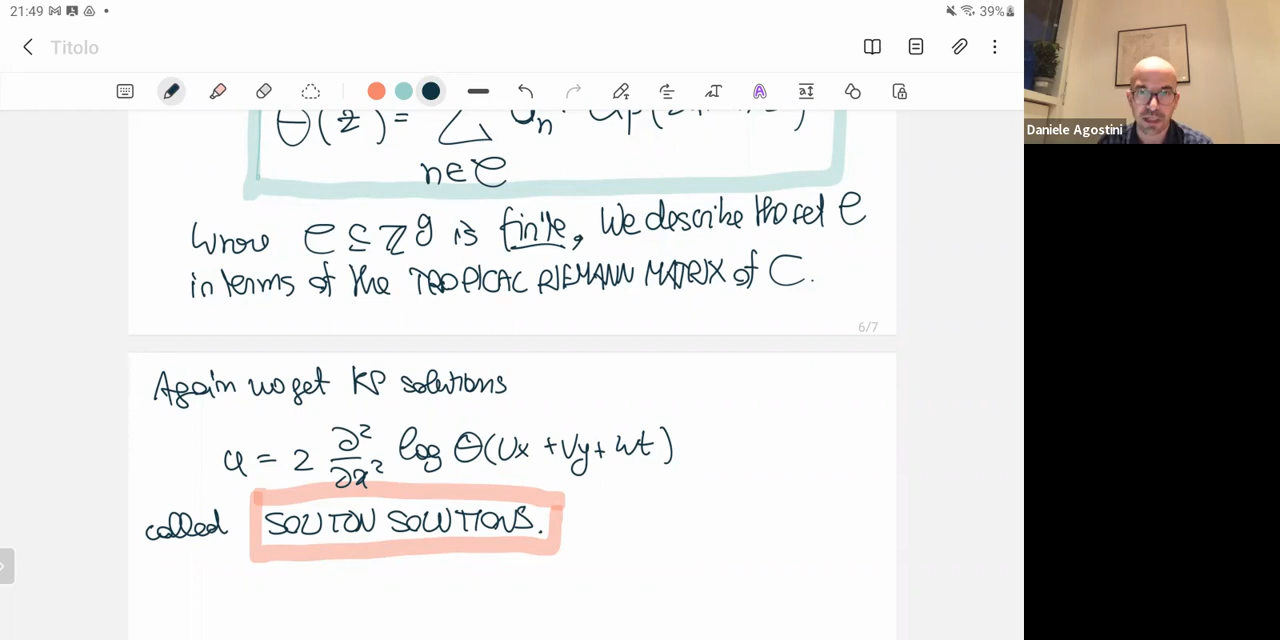 21:49
39%
Titolo
Daniele Agostini
Θ(z) = Σ
n∈C
where C ⊆ ℤ^g is finite, We describe the set C
in terms of the TROPICAL RIEMANN MATRIX of C.
6/7
Again we get KP solutions
u = 2 ∂²/∂x² log Θ(Ux + Vy + Wt)
called SOLITON SOLUTIONS.